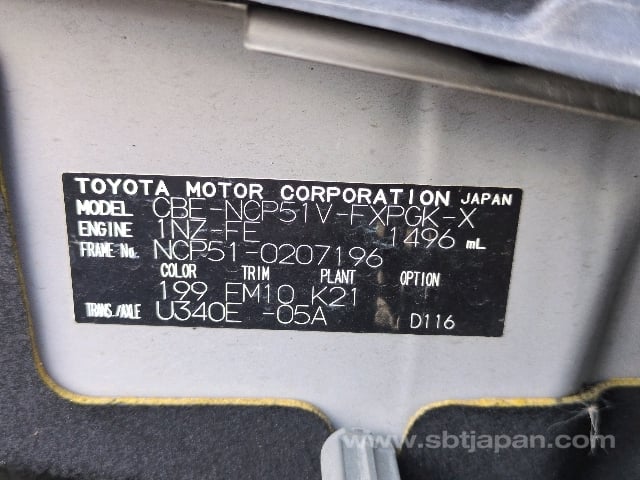 TOYOTA MOTOR CORPORATION JAPAN
MODEL CBE-NCP51V-FXPGK-X
ENGINE 1NZ-FE 1496 mL
FRAME No. NCP51-0207196
COLOR TRIM PLANT OPTION
199 FM10 K21
TRANS./AXLE U340E -05A D116
www.sbtjapan.com